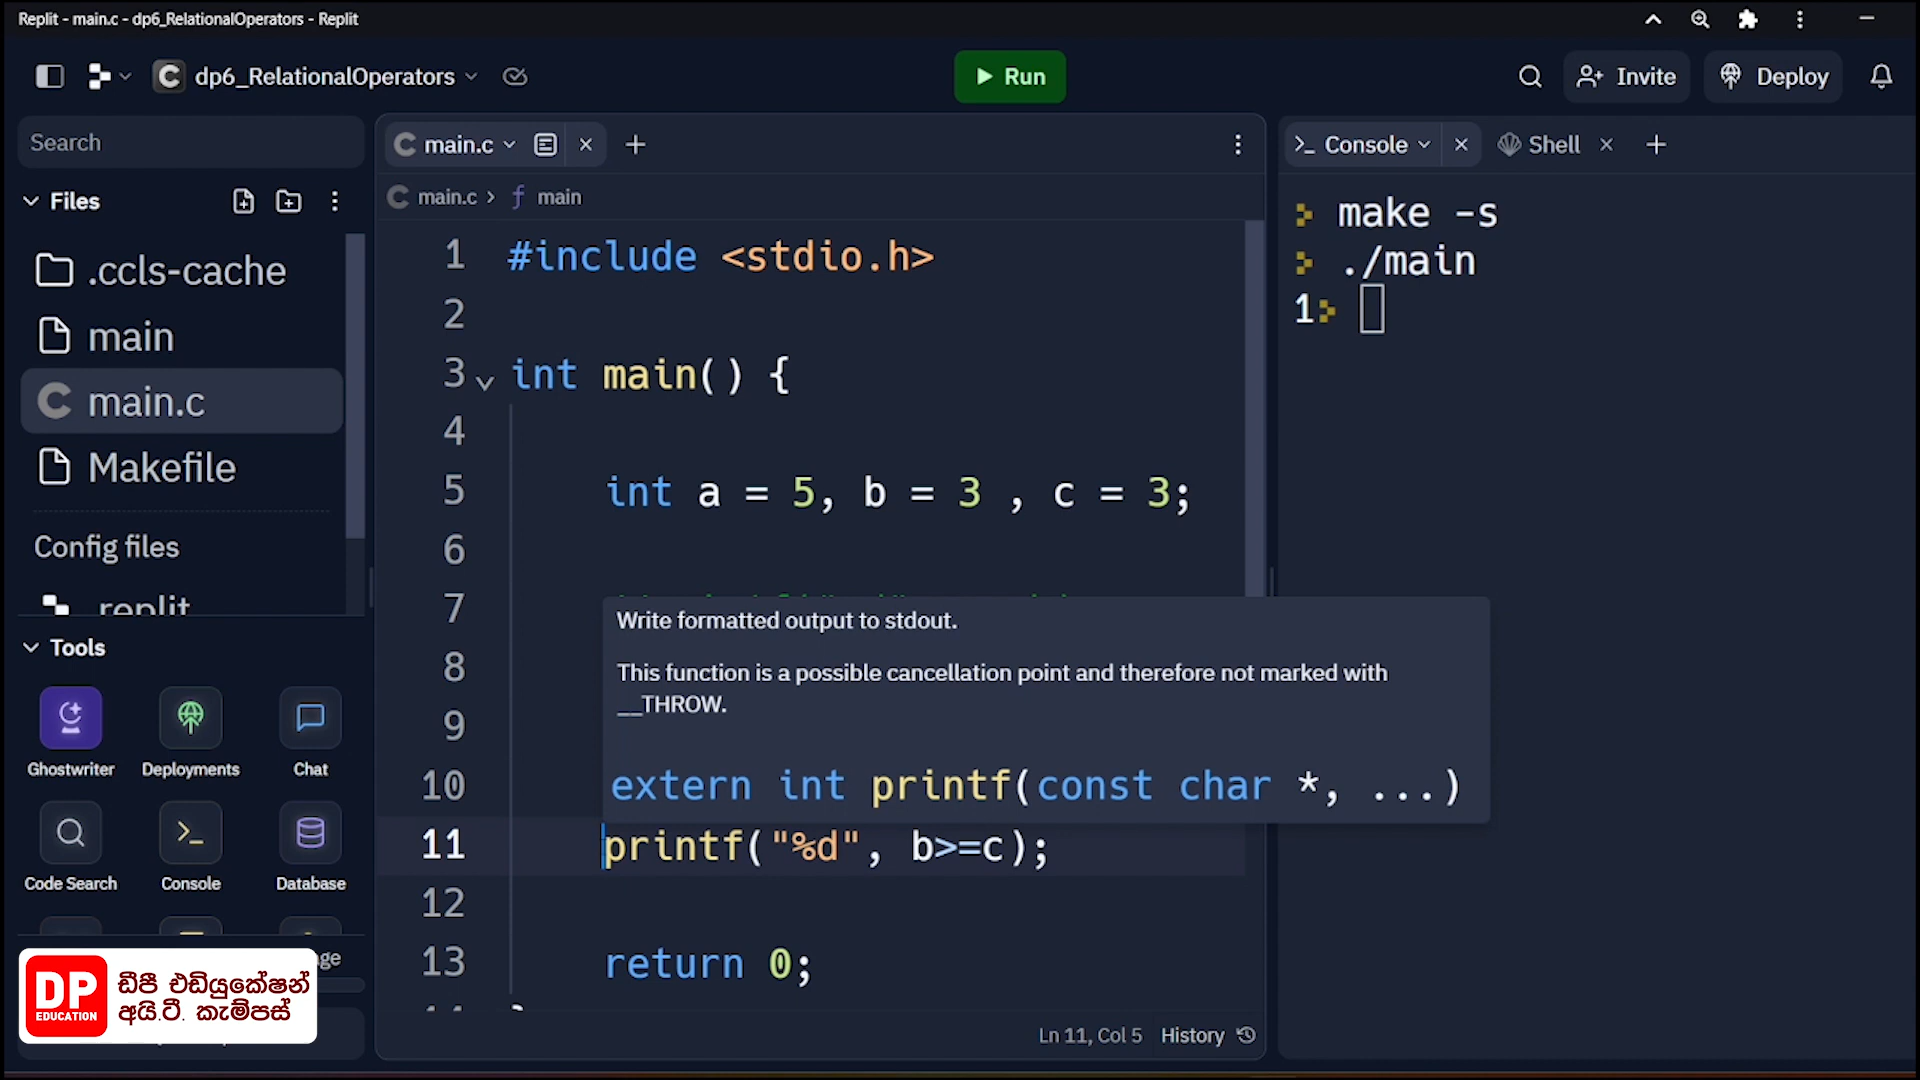 Replit - main.c - dp6_RelationalOperators - Replit
dp6_RelationalOperators
Run
Invite
Deploy
Search
Files
.ccls-cache
main
main.c
Makefile
Config files
.replit
Tools
Ghostwriter
Deployments
Chat
Code Search
Console
Database
DP
EDUCATION
ඩීපී එඩියුකේෂන්
අයි.ටී. කැම්පස්
main.c
main.c > main
1 #include <stdio.h>
2
3 int main() {
4
5 int a = 5, b = 3 , c = 3;
6
7
8
9
10
11 printf("%d", b>=c);
12
13 return 0;
Write formatted output to stdout.
This function is a possible cancellation point and therefore not marked with
__THROW.
extern int printf(const char *, ...)
Ln 11, Col 5 History
Console
Shell
make -s
./main
1